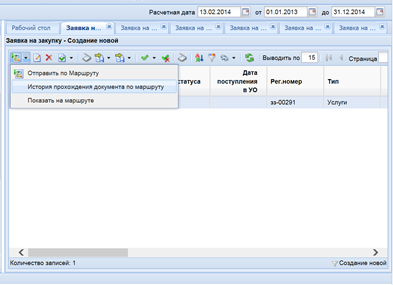 Расчетная дата 13.02.2014 от 01.01.2013 до 31.12.2014
Рабочий стол Заявка н... Заявка на ... Заявка на ... Заявка на ... Заявка на ... Заявка на ...
Заявка на закупку - Создание новой
Выводить по 15 Страница
Отправить по Маршруту
История прохождения документа по маршруту
Показать на маршруте
статуса Дата поступления в УО Рег.номер Тип
зз-00291 Услуги
Количество записей: 1 Создание новой